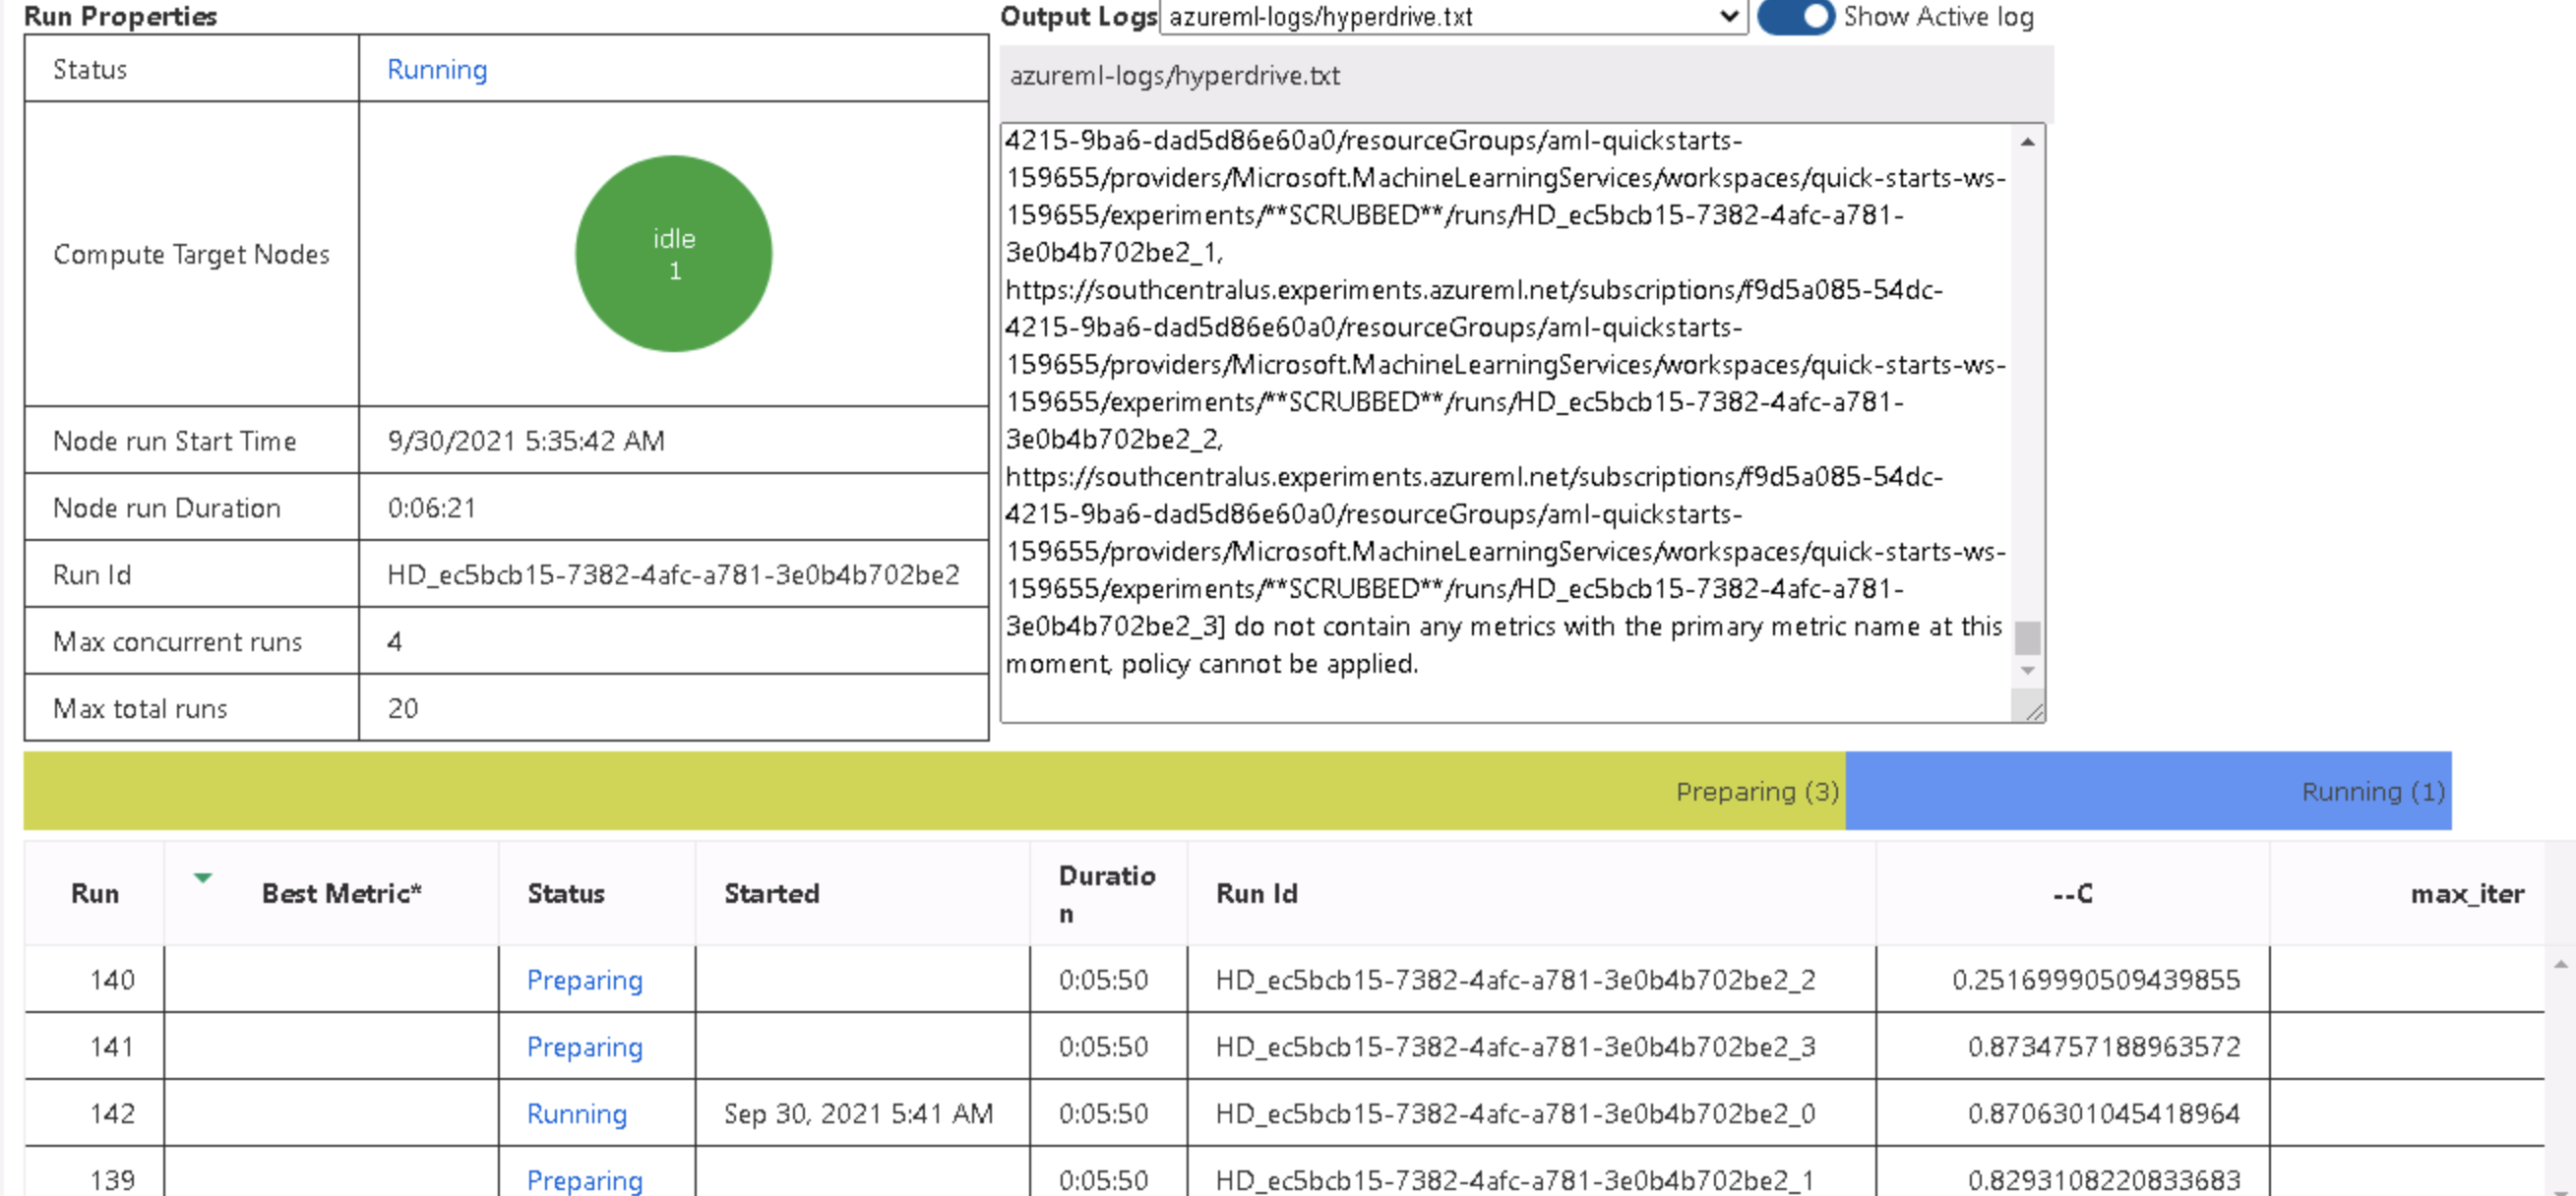 Run Properties
Status Running
Compute Target Nodes
idle
1
Node run Start Time 9/30/2021 5:35:42 AM
Node run Duration 0:06:21
Run Id HD_ec5bcb15-7382-4afc-a781-3e0b4b702be2
Max concurrent runs 4
Max total runs 20
Output Logs azureml-logs/hyperdrive.txt Show Active log
azureml-logs/hyperdrive.txt
4215-9ba6-dad5d86e60a0/resourceGroups/aml-quickstarts-
159655/providers/Microsoft.MachineLearningServices/workspaces/quick-starts-ws-
159655/experiments/**SCRUBBED**/runs/HD_ec5bcb15-7382-4afc-a781-
3e0b4b702be2_1,
https://southcentralus.experiments.azureml.net/subscriptions/f9d5a085-54dc-
4215-9ba6-dad5d86e60a0/resourceGroups/aml-quickstarts-
159655/providers/Microsoft.MachineLearningServices/workspaces/quick-starts-ws-
159655/experiments/**SCRUBBED**/runs/HD_ec5bcb15-7382-4afc-a781-
3e0b4b702be2_2,
https://southcentralus.experiments.azureml.net/subscriptions/f9d5a085-54dc-
4215-9ba6-dad5d86e60a0/resourceGroups/aml-quickstarts-
159655/providers/Microsoft.MachineLearningServices/workspaces/quick-starts-ws-
159655/experiments/**SCRUBBED**/runs/HD_ec5bcb15-7382-4afc-a781-
3e0b4b702be2_3] do not contain any metrics with the primary metric name at this
moment, policy cannot be applied.
Preparing (3) Running (1)
Run Best Metric* Status Started Duratio
n Run Id --C max_iter
140 Preparing 0:05:50 HD_ec5bcb15-7382-4afc-a781-3e0b4b702be2_2 0.25169990509439855
141 Preparing 0:05:50 HD_ec5bcb15-7382-4afc-a781-3e0b4b702be2_3 0.8734757188963572
142 Running Sep 30, 2021 5:41 AM 0:05:50 HD_ec5bcb15-7382-4afc-a781-3e0b4b702be2_0 0.8706301045418964
139 Preparing 0:05:50 HD_ec5bcb15-7382-4afc-a781-3e0b4b702be2_1 0.8293108220833683